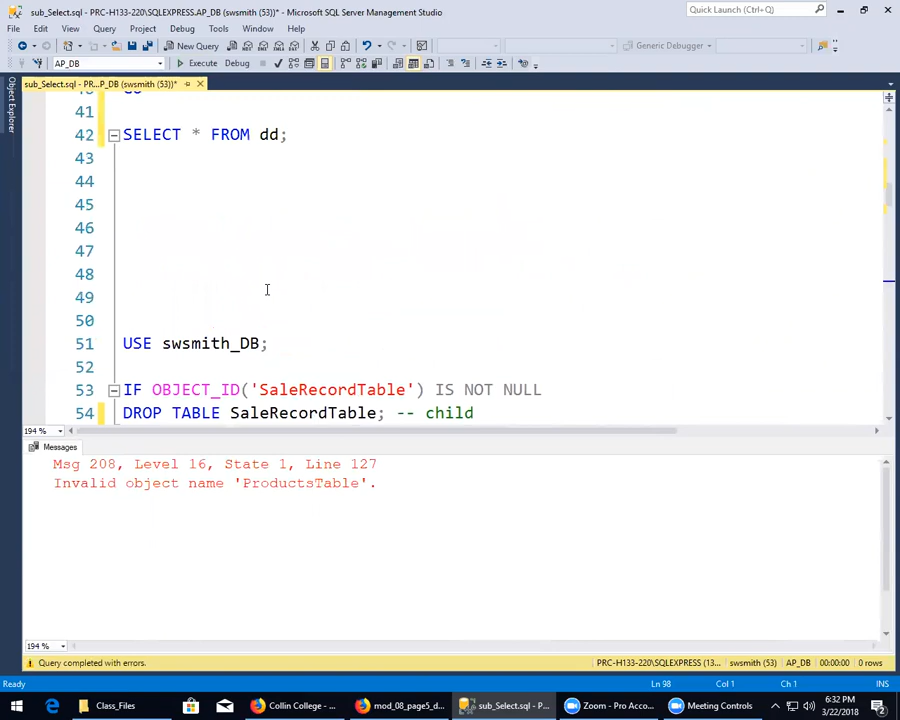 sub_Select.sql - PRC-H133-220\SQLEXPRESS.AP_DB (swsmith (53))* - Microsoft SQL Server Management Studio
Quick Launch (Ctrl+Q)
File Edit View Query Project Debug Tools Window Help
New Query
Generic Debugger
AP_DB
Execute Debug
sub_Select.sql - PR...P_DB (swsmith (53))*
Object Explorer
41
42 SELECT * FROM dd;
43
44
45
46
47
48
49
50
51 USE swsmith_DB;
52
53 IF OBJECT_ID('SaleRecordTable') IS NOT NULL
54 DROP TABLE SaleRecordTable; -- child
194 %
Messages
Msg 208, Level 16, State 1, Line 127
Invalid object name 'ProductsTable'.
194 %
Query completed with errors.
PRC-H133-220\SQLEXPRESS (13... swsmith (53) AP_DB 00:00:00 0 rows
Ready
Ln 98 Col 1 Ch 1 INS
Class_Files
Collin College - ...
mod_08_page5_d...
sub_Select.sql - P...
Zoom - Pro Acco...
Meeting Controls
6:32 PM
3/22/2018
2